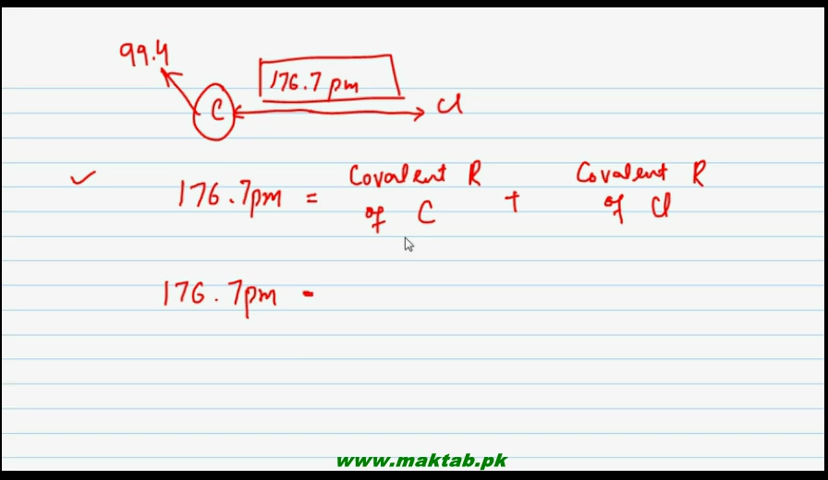 99.4
176.7 pm
C Cl
176.7pm = Covalent R of C + Covalent R of Cl
176.7pm -
www.maktab.pk